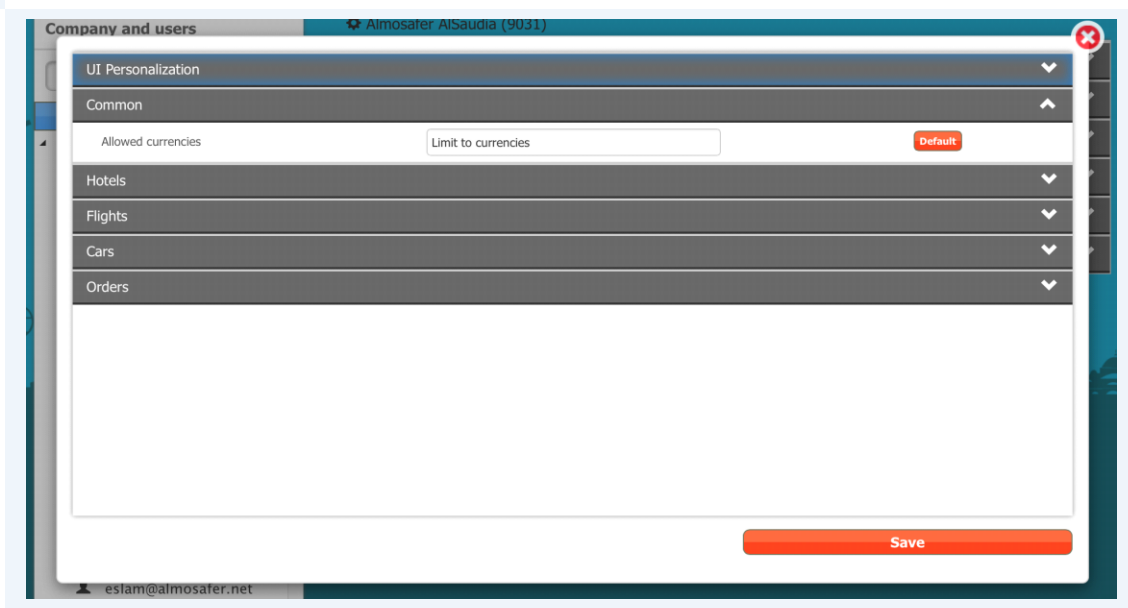 Company and users
Almosafer AlSaudia (9031)
UI Personalization
Common
Allowed currencies
Limit to currencies
Default
Hotels
Flights
Cars
Orders
Save
eslam@almosafer.net